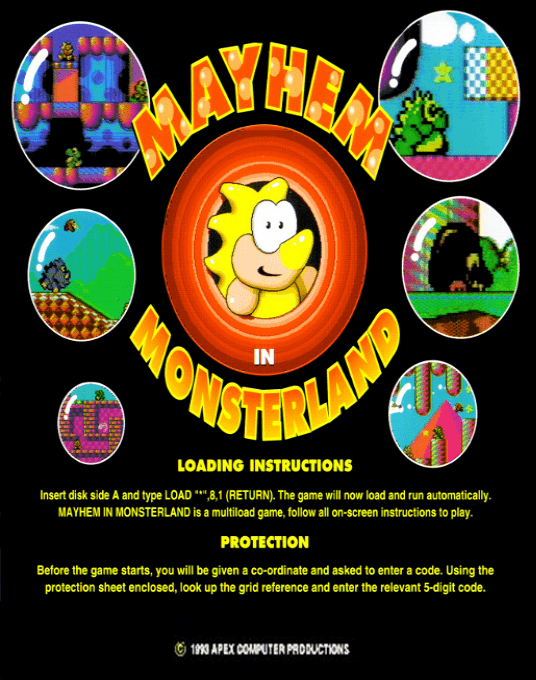 MAYHEM
IN
MONSTERLAND
LOADING INSTRUCTIONS
Insert disk side A and type LOAD "*",8,1 (RETURN). The game will now load and run automatically.
MAYHEM IN MONSTERLAND is a multiload game, follow all on-screen instructions to play.
PROTECTION
Before the game starts, you will be given a co-ordinate and asked to enter a code. Using the
protection sheet enclosed, look up the grid reference and enter the relevant 5-digit code.
© 1993 APEX COMPUTER PRODUCTIONS